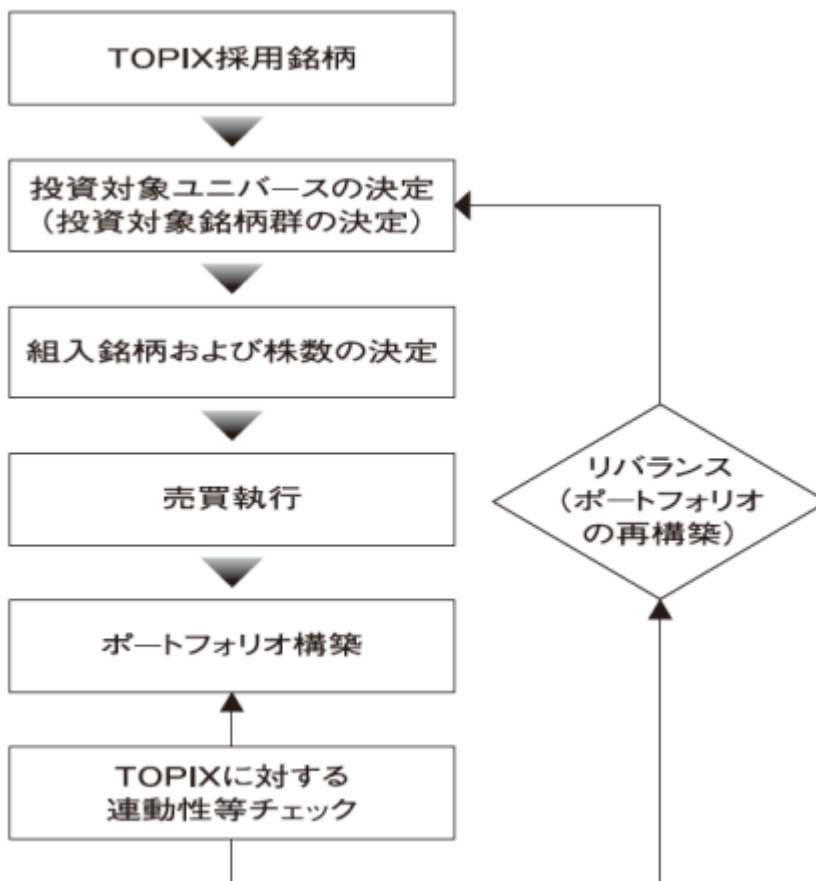 TOPIX採用銘柄
投資対象ユニバースの決定
（投資対象銘柄群の決定）
組入銘柄および株数の決定
売買執行
ポートフォリオ構築
TOPIXに対する
連動性等チェック
リバランス
（ポートフォリオ
の再構築）